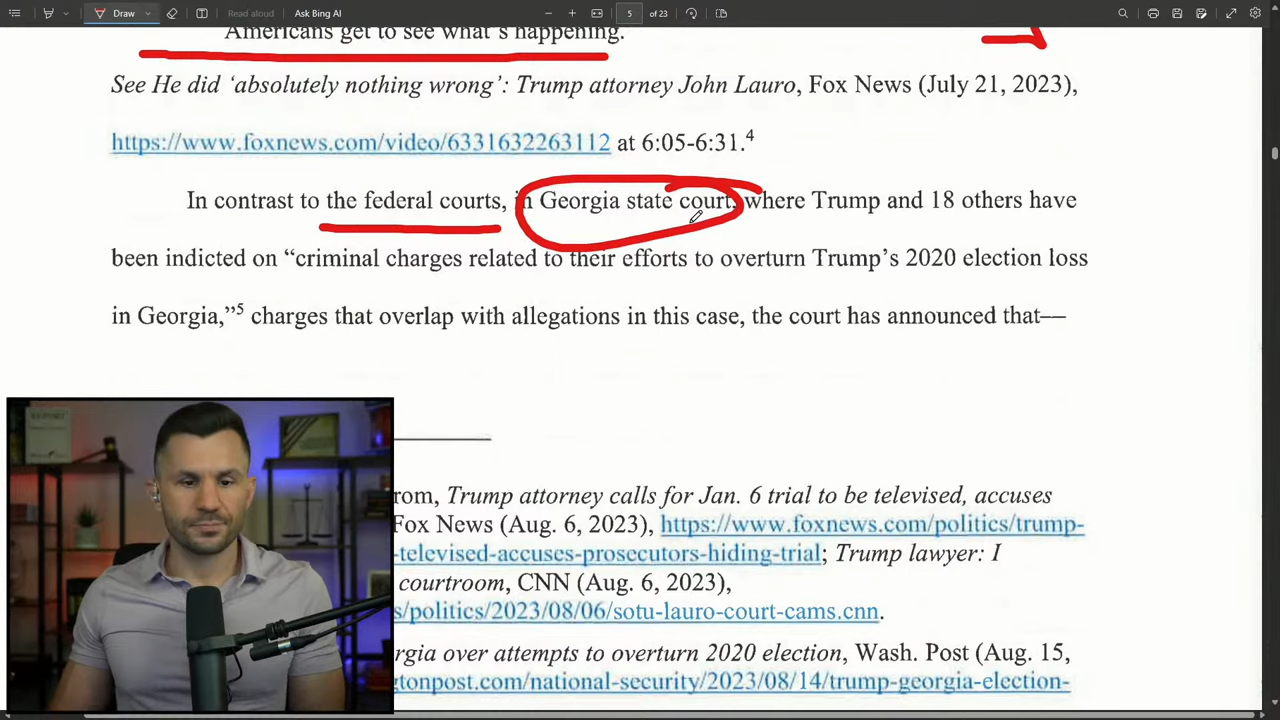 Draw
Read aloud
Ask Bing AI
5
of 23
Americans get to see what's happening.
See He did ‘absolutely nothing wrong’: Trump attorney John Lauro, Fox News (July 21, 2023),
https://www.foxnews.com/video/6331632263112 at 6:05-6:31.4
In contrast to the federal courts, in Georgia state court, where Trump and 18 others have
been indicted on “criminal charges related to their efforts to overturn Trump’s 2020 election loss
in Georgia,”5 charges that overlap with allegations in this case, the court has announced that—
rom, Trump attorney calls for Jan. 6 trial to be televised, accuses
Fox News (Aug. 6, 2023), https://www.foxnews.com/politics/trump-
-televised-accuses-prosecutors-hiding-trial; Trump lawyer: I
courtroom, CNN (Aug. 6, 2023),
s/politics/2023/08/06/sotu-lauro-court-cams.cnn.
rgia over attempts to overturn 2020 election, Wash. Post (Aug. 15,
gtonpost.com/national-security/2023/08/14/trump-georgia-election-